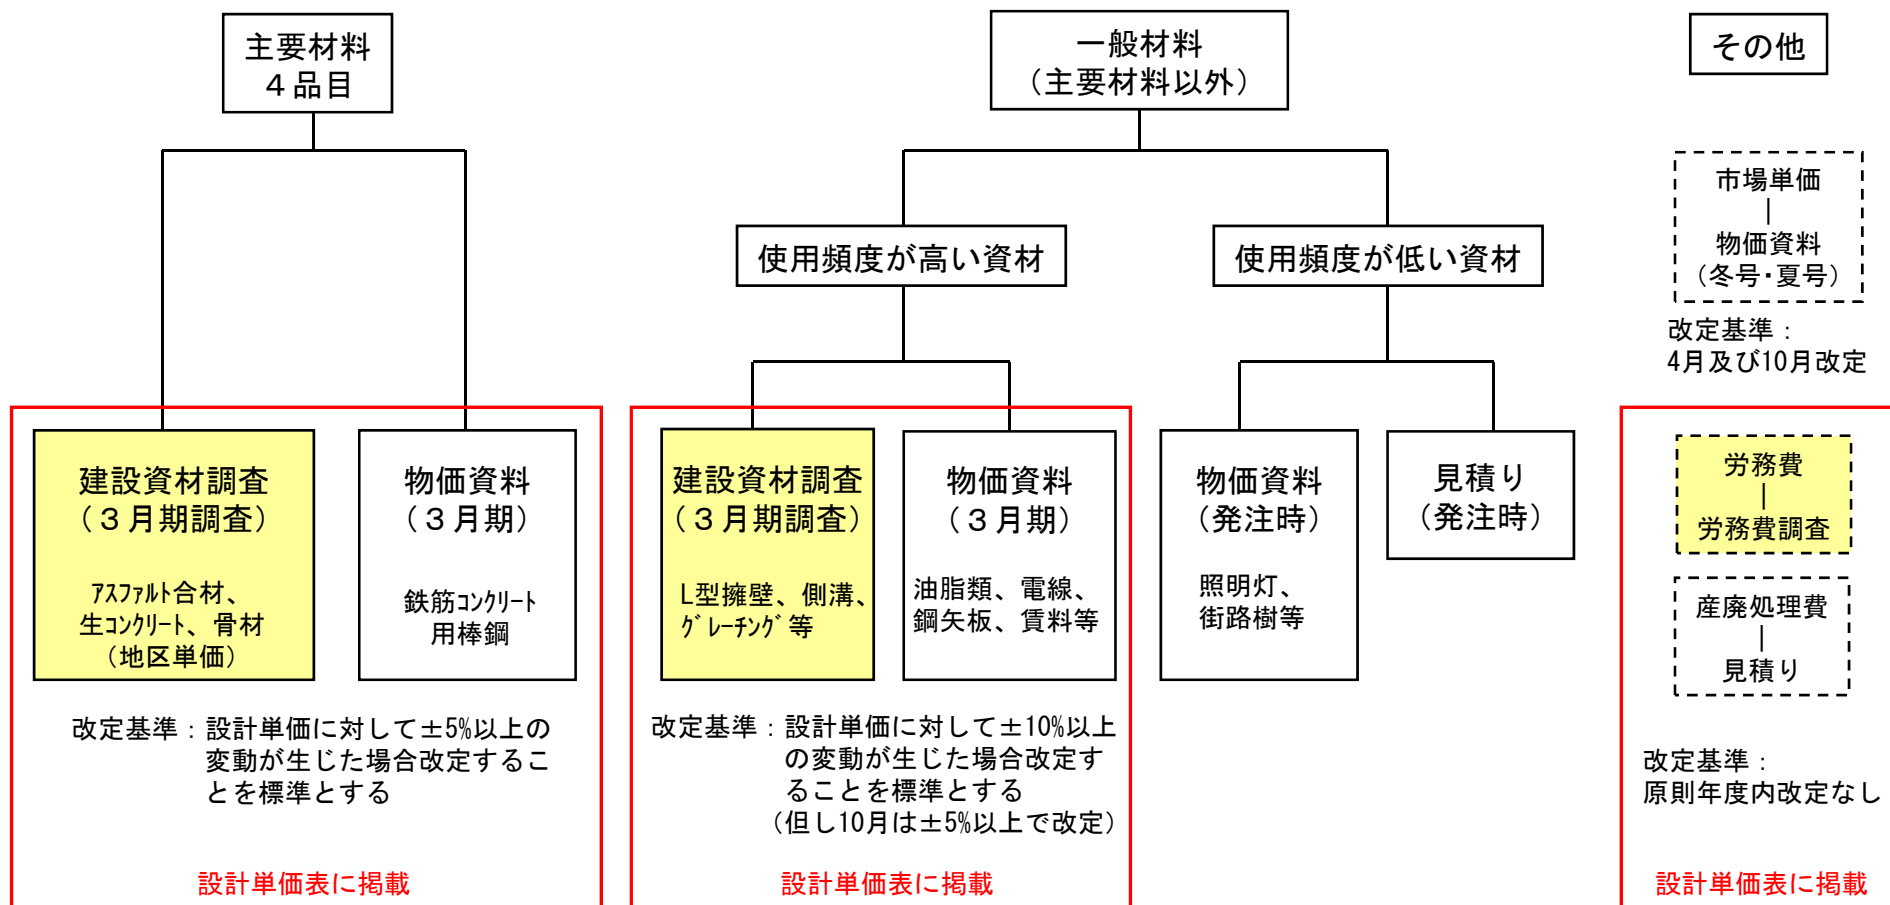 主要材料
４品目
一般材料
（主要材料以外）
その他
市場単価
｜
物価資料
（冬号・夏号）
改定基準：
4月及び10月改定
使用頻度が高い資材
使用頻度が低い資材
建設資材調査
（３月期調査）
ｱｽﾌｧﾙﾄ合材、
生ｺﾝｸﾘｰﾄ、骨材
（地区単価）
物価資料
（３月期）
鉄筋ｺﾝｸﾘｰﾄ
用棒鋼
改定基準：設計単価に対して±5%以上の
変動が生じた場合改定するこ
とを標準とする
設計単価表に掲載
建設資材調査
（３月期調査）
L型擁壁、側溝、
ｸﾞﾚｰﾁﾝｸﾞ等
物価資料
（３月期）
油脂類、電線、
鋼矢板、賃料等
改定基準：設計単価に対して±10%以上
の変動が生じた場合改定す
ることを標準とする
（但し10月は±5%以上で改定）
設計単価表に掲載
物価資料
（発注時）
照明灯、
街路樹等
見積り
（発注時）
労務費
｜
労務費調査
産廃処理費
｜
見積り
改定基準：
原則年度内改定なし
設計単価表に掲載